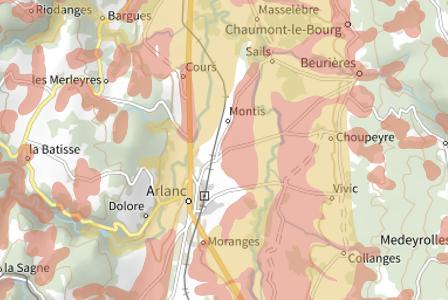 Riodanges
Bargues
Masselèbre
Chaumont-le-Bourg
Sails
Beurières
Cours
les Merleyres
Montis
Choupeyre
la Batisse
Arlanc
Vivic
Dolore
Moranges
Medeyrolles
Collanges
la Sagne